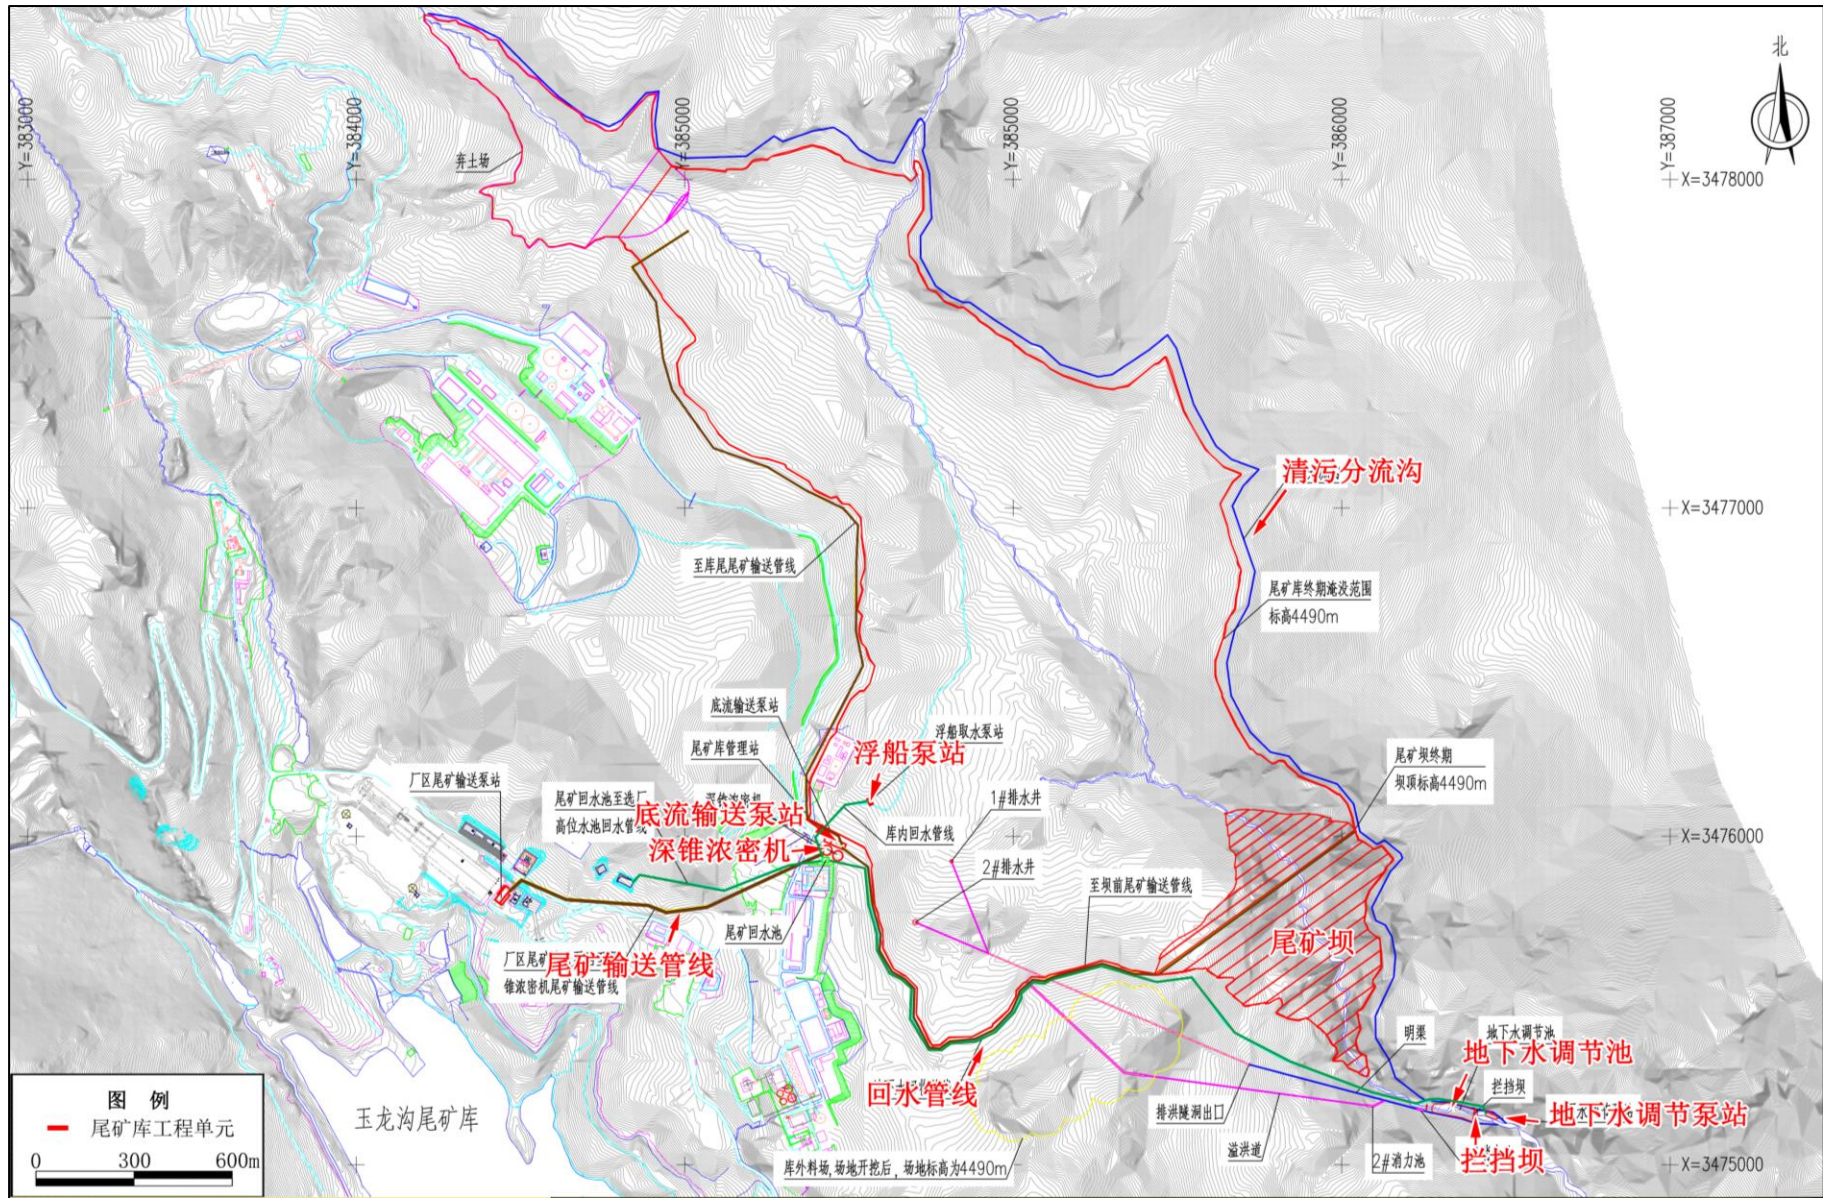 北
Y=383000
Y=384000
Y=385000
Y=385000
Y=386000
Y=387000
弃土场
X=3478000
清污分流沟
X=3477000
至库尾尾矿输送管线
尾矿库终期淹没范围
标高4490m
底流输送泵站
尾矿库管理站
浮船取水泵站
浮船泵站
尾矿坝终期
坝顶标高4490m
厂区尾矿输送泵站
尾矿回水池至选厂
高位水池回水管线
底流输送泵站
深锥浓密机
1#排水井
库内回水管线
X=3476000
2#排水井
至坝前尾矿输送管线
尾矿回水池
尾矿坝
厂区尾矿
尾矿输送管线
锥浓密机尾矿输送管线
明渠
地下水调节池
地下水调节池
回水管线
拦挡坝
排洪隧洞出口
地下水调节泵站
图 例
尾矿库工程单元
玉龙沟尾矿库
溢洪道
2#消力池
拦挡坝
库外料场,场地开挖后,场地标高为4490m
X=3475000
0 300 600m